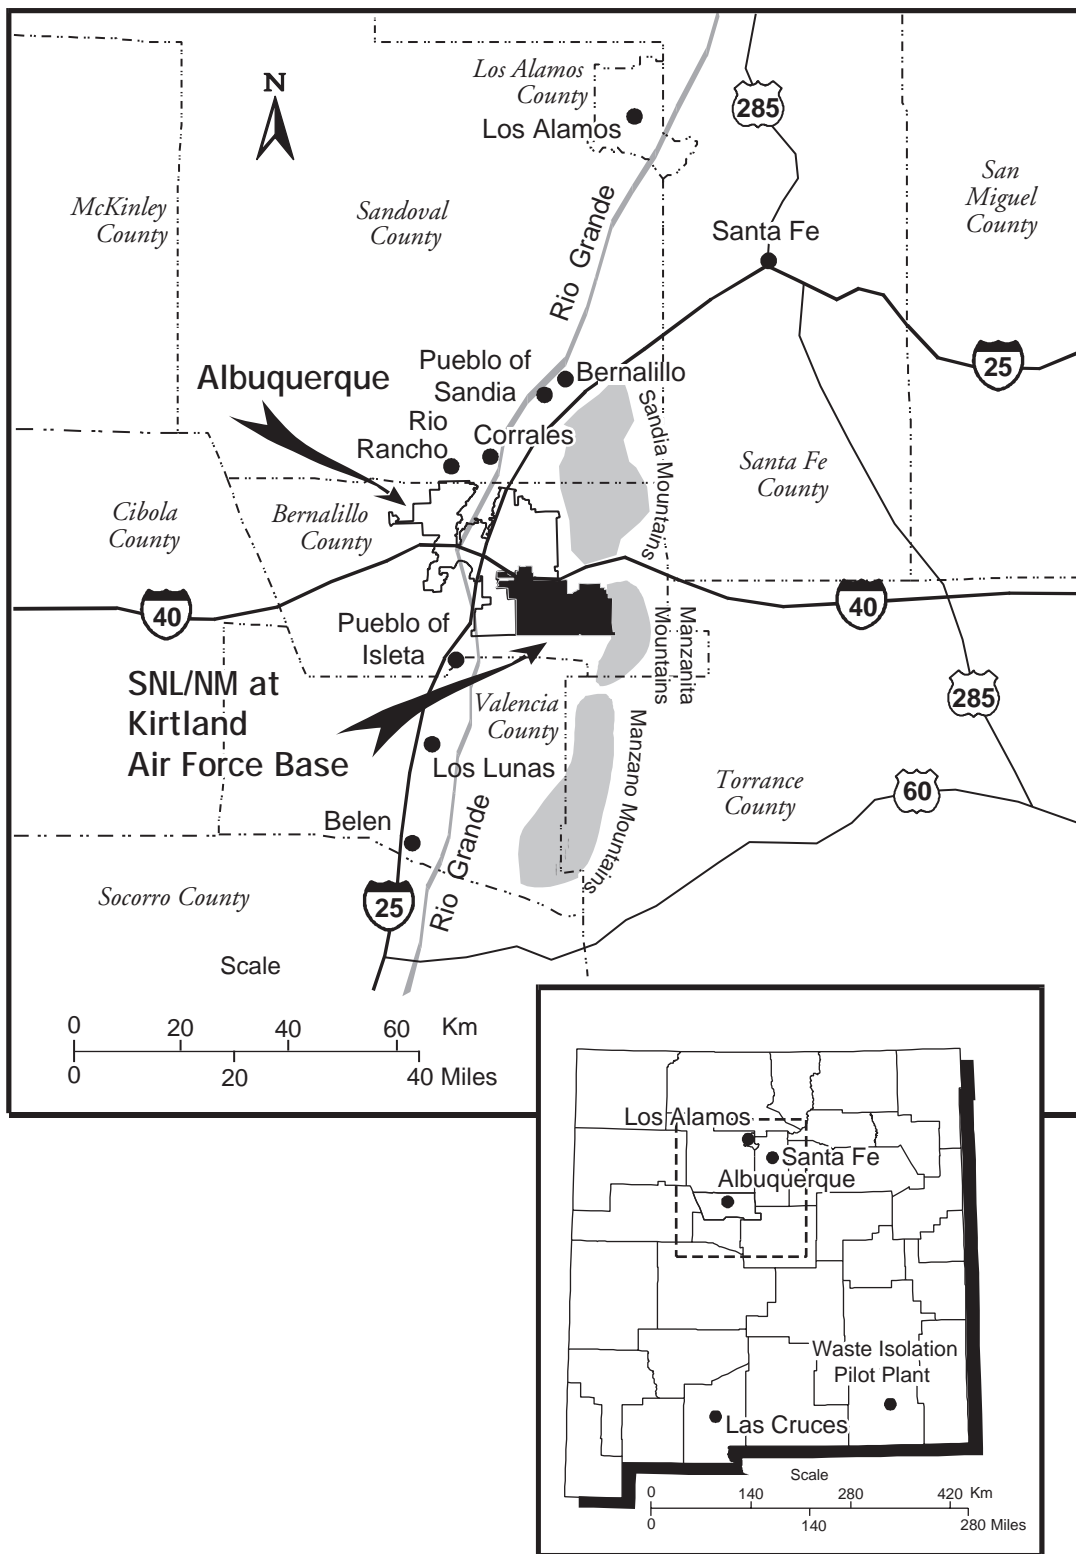 N
Los Alamos
County
Los Alamos
285
McKinley
County
Sandoval
County
San
Miguel
County
Santa Fe
Rio Grande
25
Pueblo of
Sandia
Bernalillo
Albuquerque
Rio
Rancho
Corrales
Sandia Mountains
Santa Fe
County
Cibola
County
Bernalillo
County
40
40
Pueblo of
Isleta
Manzanita
Mountains
SNL/NM at
Kirtland
Air Force Base
Valencia
County
285
Los Lunas
Manzano Mountains
Torrance
County
60
Belen
Rio Grande
Socorro County
25
Scale
0 20 40 60 Km
0 20 40 Miles
Los Alamos
Santa Fe
Albuquerque
Waste Isolation
Pilot Plant
Las Cruces
Scale
0 140 280 420 Km
0 140 280 Miles